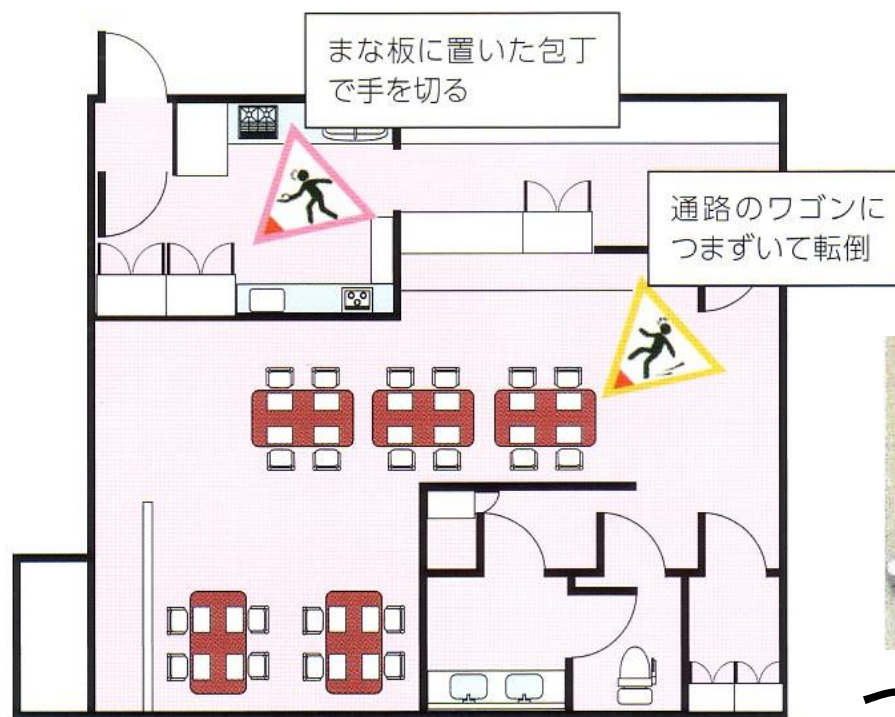 まな板に置いた包丁
で手を切る
通路のワゴンに
つまずいて転倒